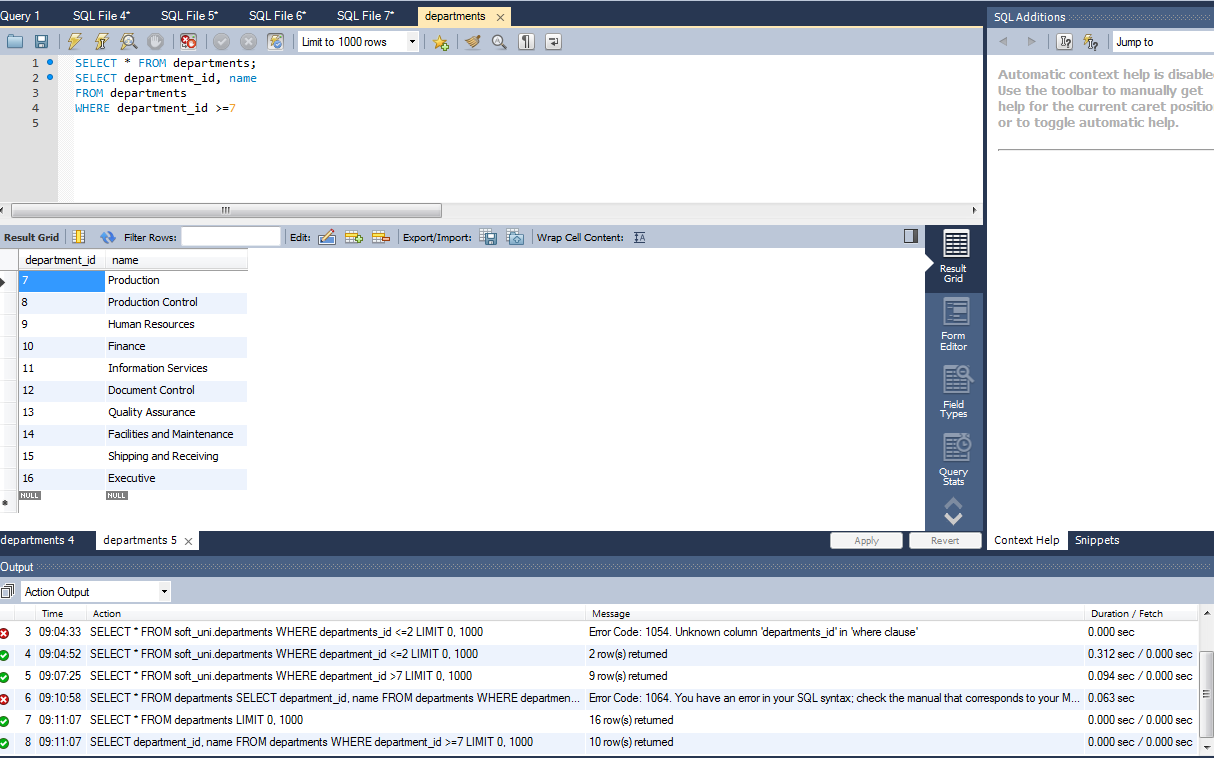 Query 1 SQL File 4* SQL File 5* SQL File 6* SQL File 7* departments
SQL Additions
Limit to 1000 rows
Jump to
1 SELECT * FROM departments;
2 SELECT department_id, name
3 FROM departments
4 WHERE department_id >=7
5
Automatic context help is disable
Use the toolbar to manually get
help for the current caret positio
or to toggle automatic help.
Result Grid Filter Rows: Edit: Export/Import: Wrap Cell Content:
department_id name
7 Production
8 Production Control
9 Human Resources
10 Finance
11 Information Services
12 Document Control
13 Quality Assurance
14 Facilities and Maintenance
15 Shipping and Receiving
16 Executive
NULL NULL
Result
Grid
Form
Editor
Field
Types
Query
Stats
departments 4 departments 5 Apply Revert Context Help Snippets
Output
Action Output
Time Action Message Duration / Fetch
3 09:04:33 SELECT * FROM soft_uni.departments WHERE departments_id <=2 LIMIT 0, 1000 Error Code: 1054. Unknown column 'departments_id' in 'where clause' 0.000 sec
4 09:04:52 SELECT * FROM soft_uni.departments WHERE department_id <=2 LIMIT 0, 1000 2 row(s) returned 0.312 sec / 0.000 sec
5 09:07:25 SELECT * FROM soft_uni.departments WHERE department_id >7 LIMIT 0, 1000 9 row(s) returned 0.094 sec / 0.000 sec
6 09:10:58 SELECT * FROM departments SELECT department_id, name FROM departments WHERE departmen... Error Code: 1064. You have an error in your SQL syntax; check the manual that corresponds to your M... 0.063 sec
7 09:11:07 SELECT * FROM departments LIMIT 0, 1000 16 row(s) returned 0.000 sec / 0.000 sec
8 09:11:07 SELECT department_id, name FROM departments WHERE department_id >=7 LIMIT 0, 1000 10 row(s) returned 0.000 sec / 0.000 sec